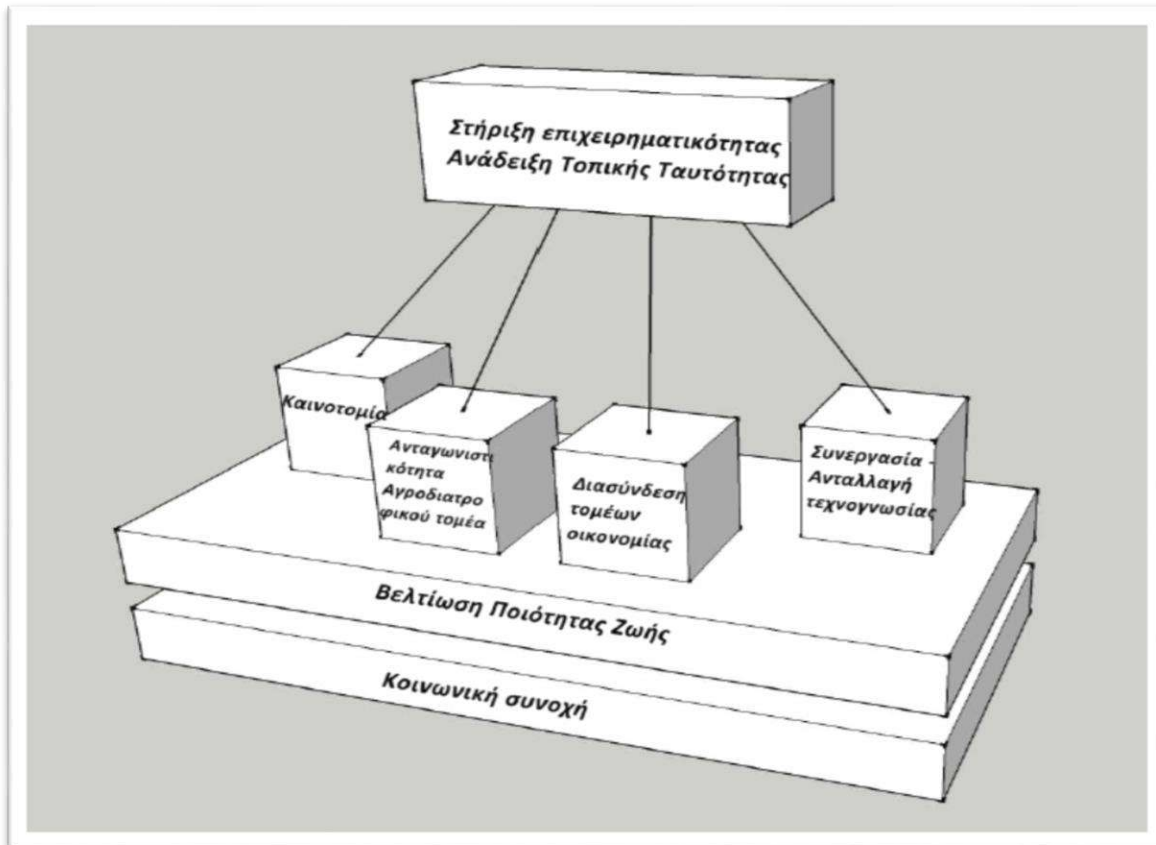 Στήριξη επιχειρηματικότητας
Ανάδειξη Τοπικής Ταυτότητας
Καινοτομία
Ανταγωνιστι
κότητα
Αγροδιατρο
φικού τομέα
Διασύνδεση
τομέων
οικονομίας
Συνεργασία -
Ανταλλαγή
τεχνογνωσίας
Βελτίωση Ποιότητας Ζωής
Κοινωνική συνοχή